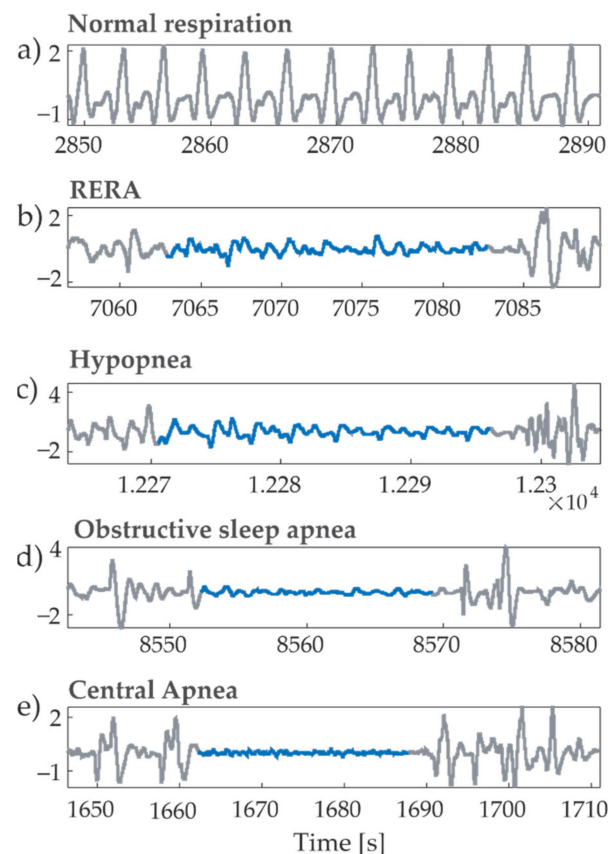 Normal respiration
a) 2
−1
2850 2860 2870 2880 2890
RERA
b) 2
−2
7060 7065 7070 7075 7080 7085
Hypopnea
c) 4
−2
1.227 1.228 1.229 1.23
×10⁴
Obstructive sleep apnea
d) 4
−2
8550 8560 8570 8580
Central Apnea
e) 2
−1
1650 1660 1670 1680 1690 1700 1710
Time [s]